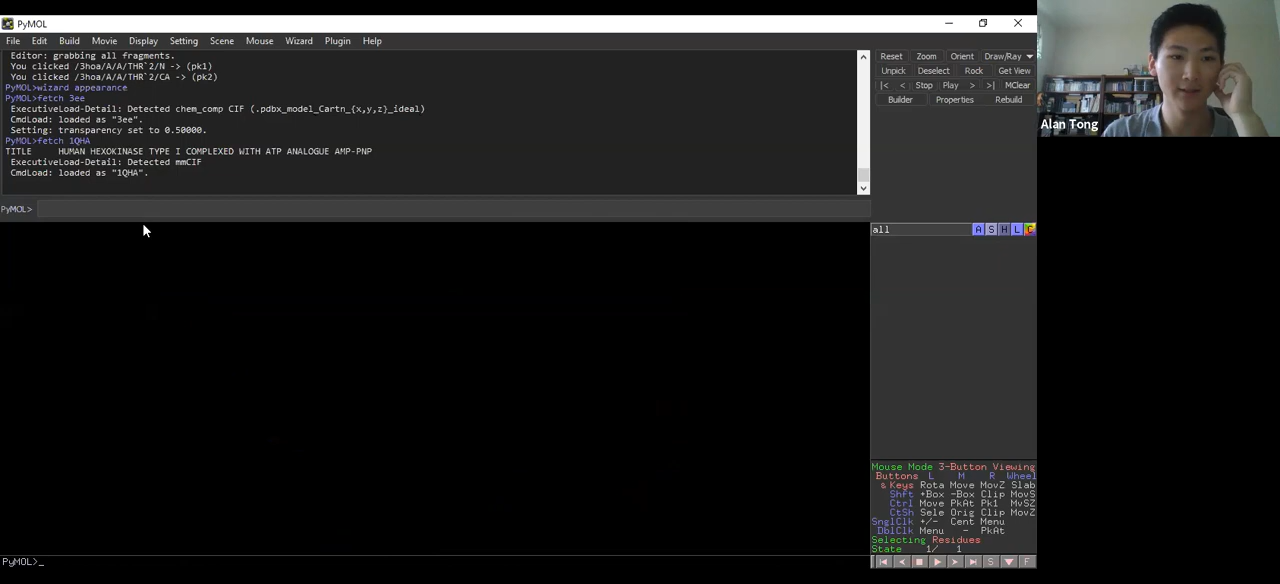 PyMOL
File Edit Build Movie Display Setting Scene Mouse Wizard Plugin Help
Editor: grabbing all fragments.
You clicked /3hoa/A/A/THR`2/N -> (pk1)
You clicked /3hoa/A/A/THR`2/CA -> (pk2)
PyMOL>wizard appearance
PyMOL>fetch 3ee
ExecutiveLoad-Detail: Detected chem_comp CIF (.pdbx_model_Cartn_{x,y,z}_ideal)
CmdLoad: loaded as "3ee".
Setting: transparency set to 0.50000.
PyMOL>fetch 1QHA
TITLE HUMAN HEXOKINASE TYPE I COMPLEXED WITH ATP ANALOGUE AMP-PNP
ExecutiveLoad-Detail: Detected mmCIF
CmdLoad: loaded as "1QHA".
PyMOL>
Reset Zoom Orient Draw/Ray
Unpick Deselect Rock Get View
|< < Stop Play > >| MClear
Builder Properties Rebuild
Alan Tong
all A S H L C
Mouse Mode 3-Button Viewing
Buttons L M R Wheel
& Keys Rota Move MovZ Slab
Shft +Box -Box Clip MovS
Ctrl Move PkAt Pk1 MvSZ
CtSh Sele Orig Clip MovZ
SnglClk +/- Cent Menu
DblClk Menu - PkAt
Selecting Residues
State 1/ 1
PyMOL>_
S F